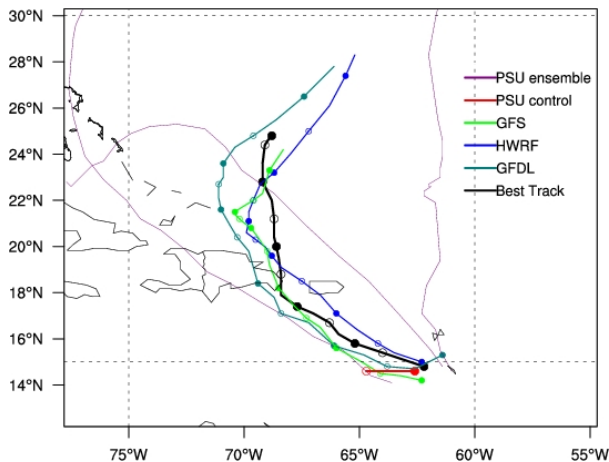 30°N
28°N
26°N
24°N
22°N
20°N
18°N
16°N
14°N
PSU ensemble
PSU control
GFS
HWRF
GFDL
Best Track
75°W
70°W
65°W
60°W
55°W